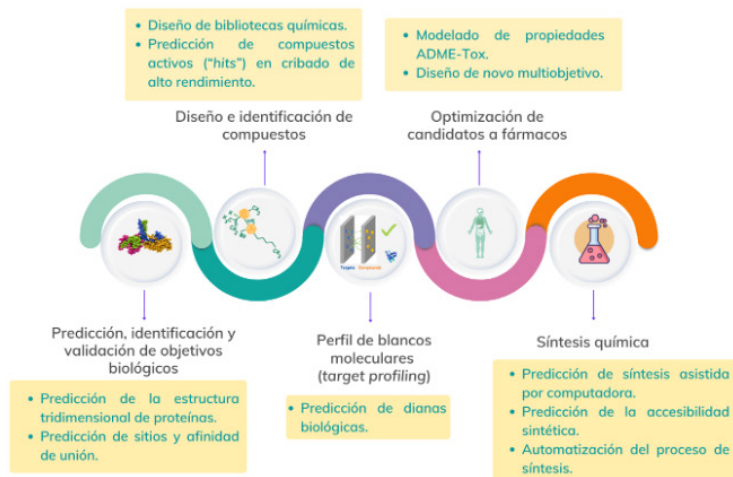 • Diseño de bibliotecas químicas.
• Predicción de compuestos
activos ("hits") en cribado de
alto rendimiento.
• Modelado de propiedades
ADME-Tox.
• Diseño de novo multiobjetivo.
Diseño e identificación de
compuestos
Optimización de
candidatos a fármacos
Predicción, identificación y
validación de objetivos
biológicos
Perfil de blancos
moleculares
(target profiling)
Síntesis química
• Predicción de la estructura
tridimensional de proteínas.
• Predicción de sitios y afinidad
de unión.
• Predicción de dianas
biológicas.
• Predicción de síntesis asistida
por computadora.
• Predicción de la accesibilidad
sintética.
• Automatización del proceso de
síntesis.